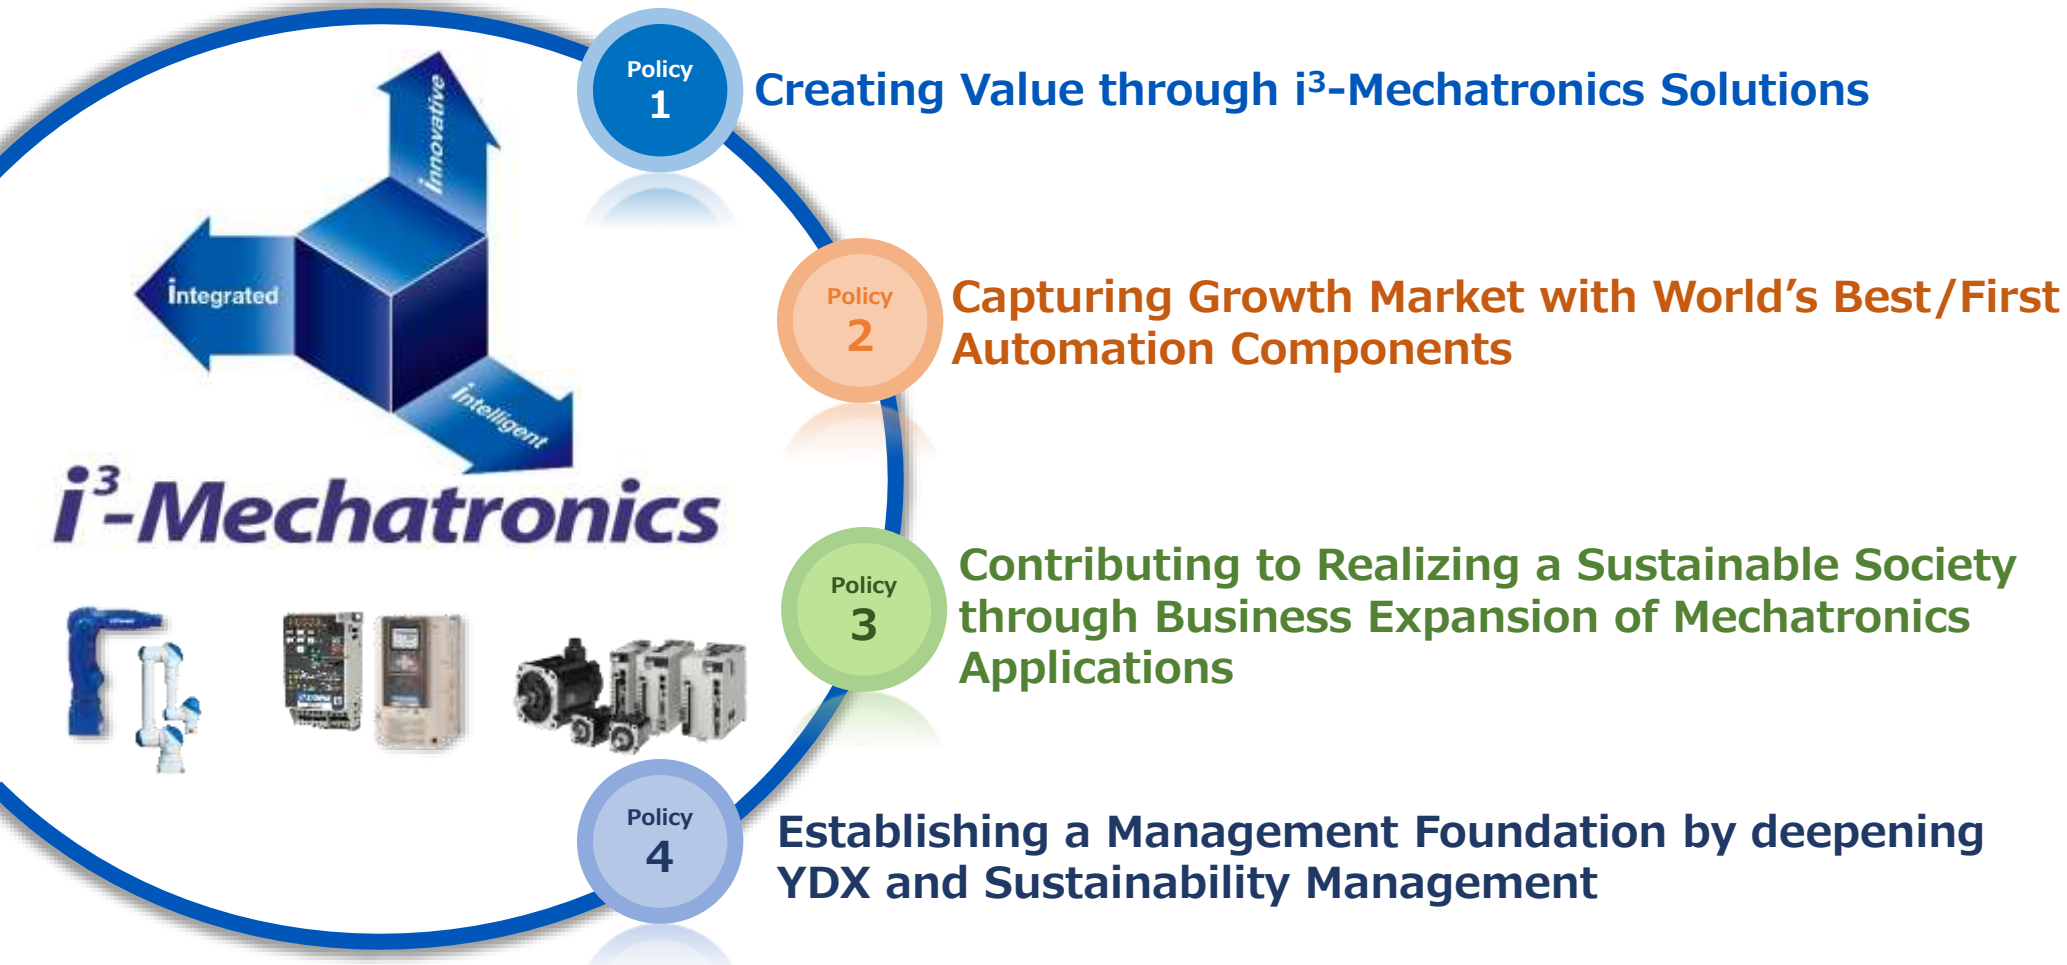 Policy
1
Creating Value through i³-Mechatronics Solutions
innovative
integrated
intelligent
i³-Mechatronics
Policy
2
Capturing Growth Market with World’s Best/First
Automation Components
Policy
3
Contributing to Realizing a Sustainable Society
through Business Expansion of Mechatronics
Applications
Policy
4
Establishing a Management Foundation by deepening
YDX and Sustainability Management